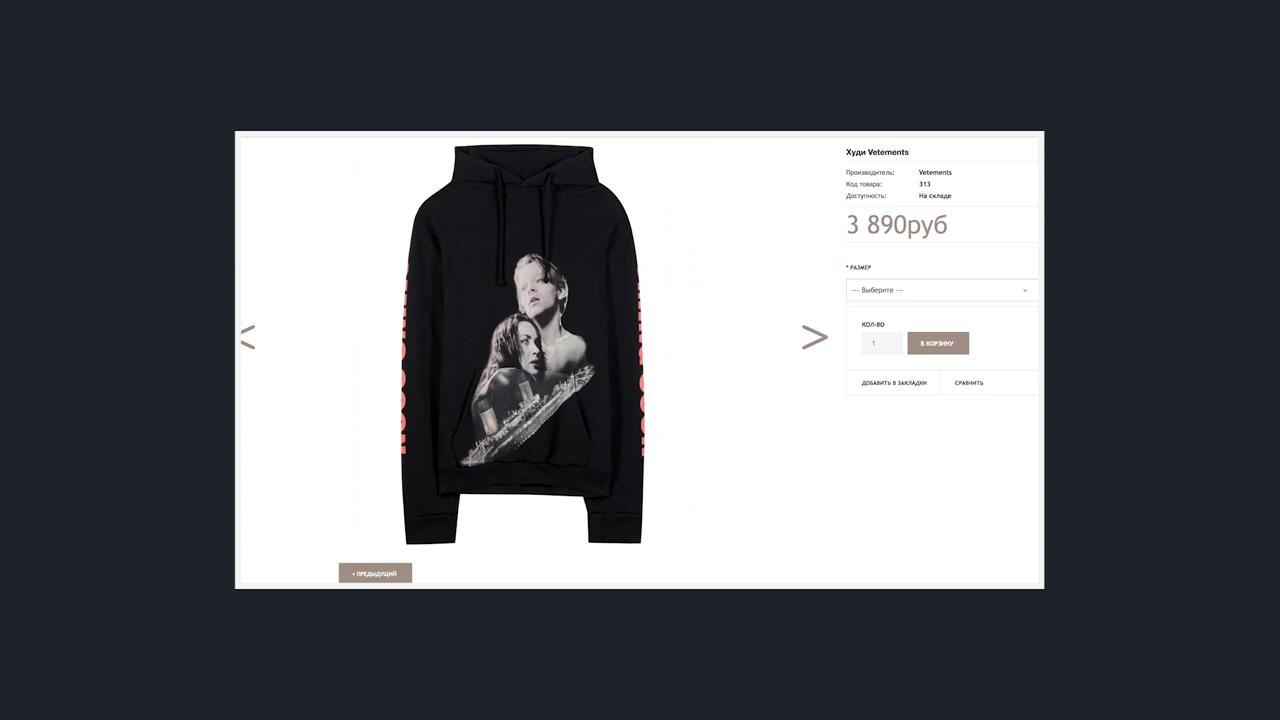 Худи Vetements
Производитель: Vetements
Код товара: 313
Доступность: На складе
3 890руб
* РАЗМЕР
--- Выберите ---
КОЛ-ВО
1
В КОРЗИНУ
ДОБАВИТЬ В ЗАКЛАДКИ
СРАВНИТЬ
< ПРЕДЫДУЩИЙ